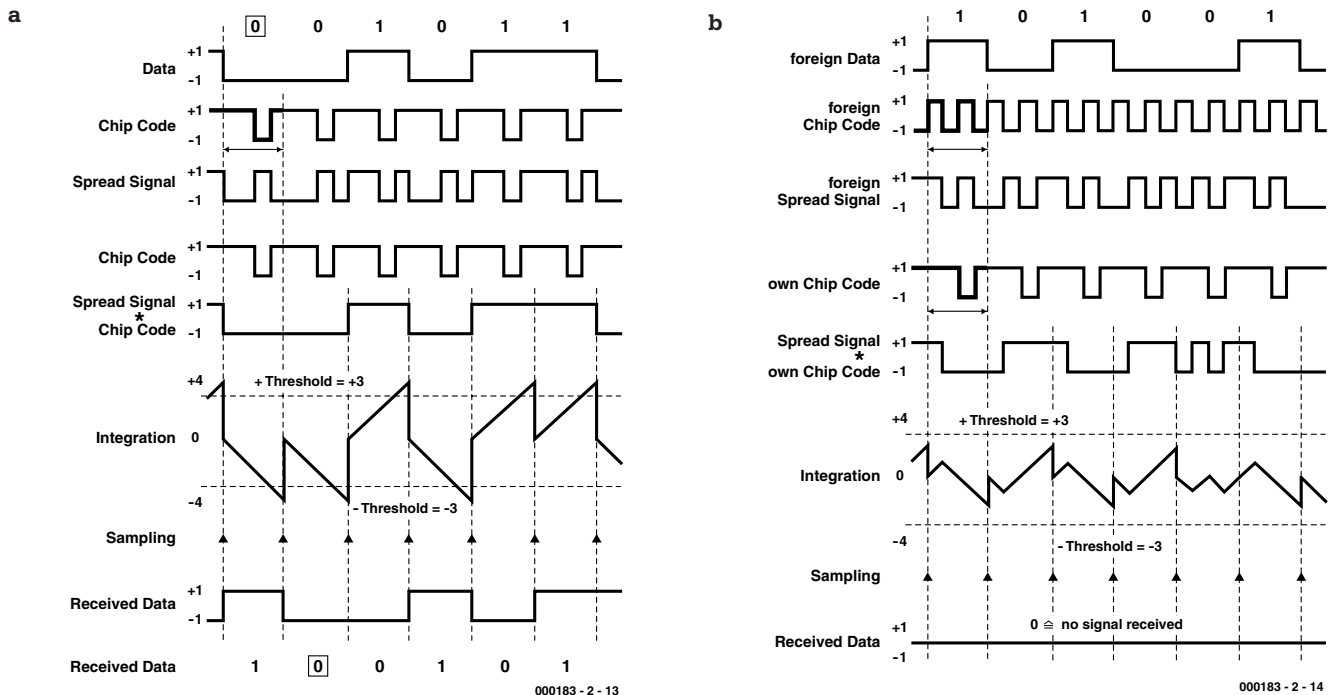 a
0 0 1 0 1 1
Data +1 -1
Chip Code +1 -1
Spread Signal +1 -1
Chip Code +1 -1
Spread Signal * Chip Code +1 -1
+4 + Threshold = +3
Integration 0
-4 - Threshold = -3
Sampling
Received Data +1 -1
Received Data 1 0 0 1 0 1
000183 - 2 - 13
b
1 0 1 0 0 1
foreign Data +1 -1
foreign Chip Code +1 -1
foreign Spread Signal +1 -1
own Chip Code +1 -1
Spread Signal * own Chip Code +1 -1
+4 + Threshold = +3
Integration 0
-4 - Threshold = -3
Sampling
0 ≙ no signal received
Received Data +1 -1
000183 - 2 - 14